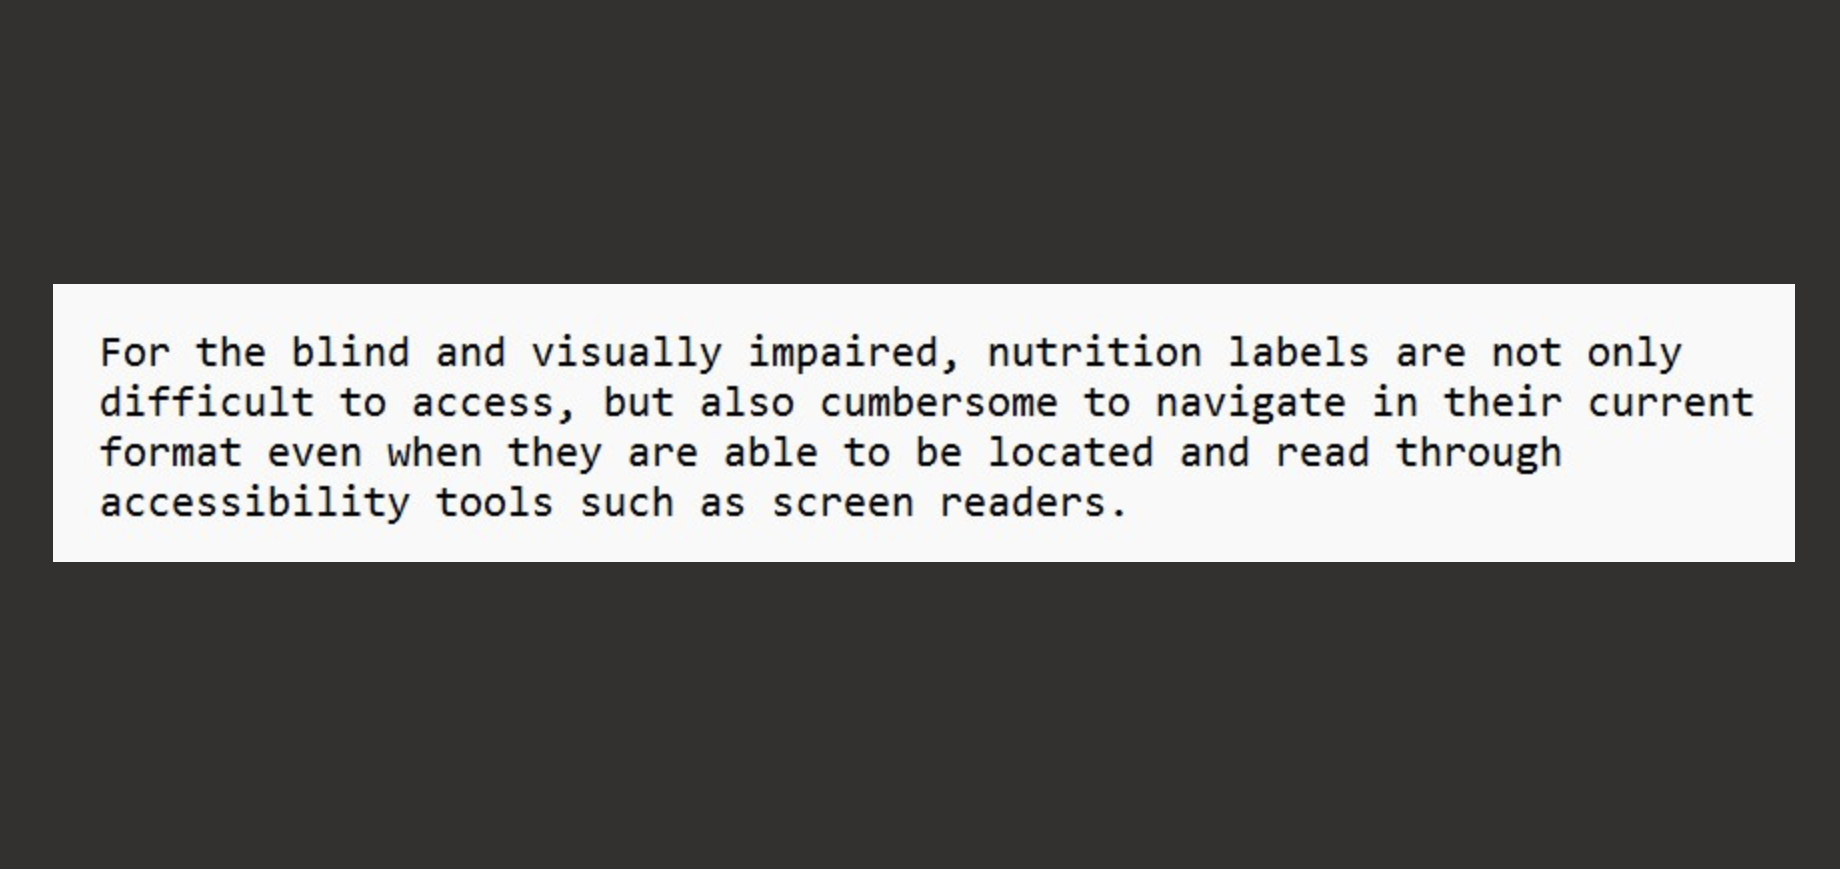 For the blind and visually impaired, nutrition labels are not only
difficult to access, but also cumbersome to navigate in their current
format even when they are able to be located and read through
accessibility tools such as screen readers.